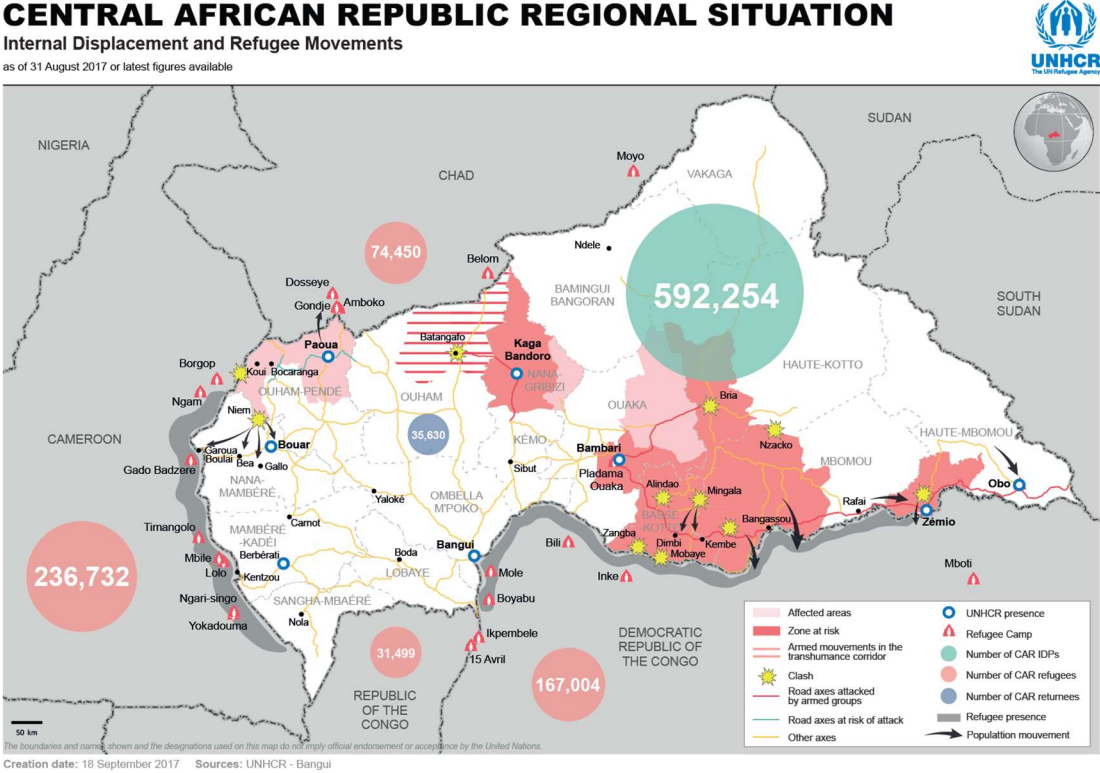 CENTRAL AFRICAN REPUBLIC REGIONAL SITUATION
Internal Displacement and Refugee Movements
as of 31 August 2017 or latest figures available
UNHCR
The UN Refugee Agency
NIGERIA
CHAD
SUDAN
SOUTH
SUDAN
CAMEROON
REPUBLIC
OF THE
CONGO
DEMOCRATIC
REPUBLIC OF
THE CONGO
Moyo
VAKAGA
Ndele
74,450
Belom
592,254
BAMINGUI
BANGORAN
Dosseye
Gondje
Amboko
Paoua
Batangafo
Kaga
Bandoro
NANA-
GRIBIZI
HAUTE-KOTTO
Borgop
Koui
Bocaranga
OUHAM-PENDÉ
OUHAM
OUAKA
Bria
Ngam
Niem
35,630
KÉMO
Nzacko
HAUTE-MBOMOU
Garoua
Boulai
Bea
Bouar
Gallo
Gado Badzere
Sibut
Bambari
Pladama
Ouaka
MBOMOU
Obo
NANA-
MAMBÉRÉ
Yaloké
OMBELLA
M'POKO
Alindao
Mingala
Rafai
Zémio
Carnot
BASSE-
KOTTO
Bangassou
Timangolo
MAMBÉRÉ
-KADÉI
Berbérati
Boda
Bangui
Bili
Zangba
Dimbi
Kembe
Mobaye
Mbile
Lolo
Kentzou
LOBAYE
Mole
Inke
Mboti
236,732
Ngari-singo
Yokadouma
SANGHA-MBAÉRÉ
Nola
Boyabu
Ikpembele
15 Avril
31,499
167,004
Affected areas
Zone at risk
Armed mouvements in the
transhumance corridor
Clash
Road axes attacked
by armed groups
Road axes at risk of attack
Other axes
UNHCR presence
Refugee Camp
Number of CAR IDPs
Number of CAR refugees
Number of CAR returnees
Refugee presence
Population mouvement
50 km
The boundaries and names shown and the designations used on this map do not imply official endorsement or acceptance by the United Nations.
Creation date: 18 September 2017 Sources: UNHCR - Bangui